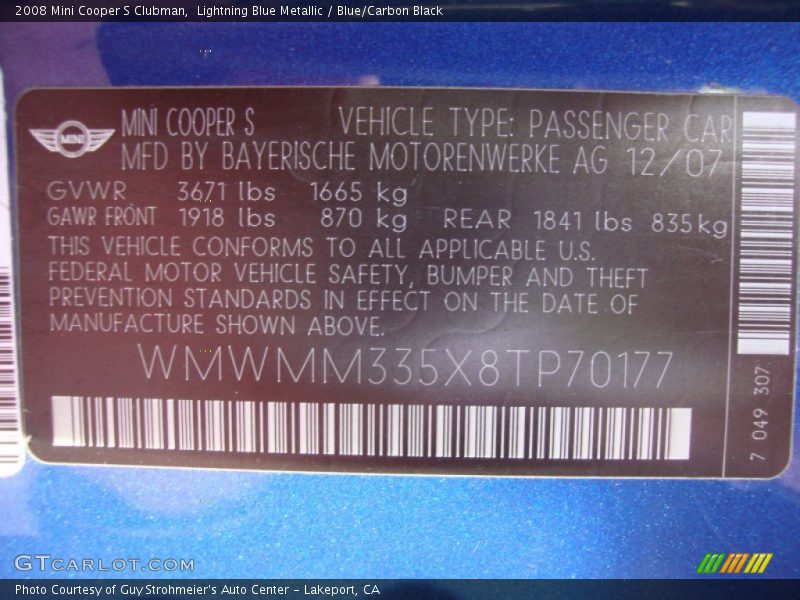 2008 Mini Cooper S Clubman,  Lightning Blue Metallic / Blue/Carbon Black
MINI
MINI COOPER S VEHICLE TYPE: PASSENGER CAR
MFD BY BAYERISCHE MOTORENWERKE AG 12/07
GVWR 3671 lbs 1665 kg
GAWR FRONT 1918 lbs 870 kg REAR 1841 lbs 835kg
THIS VEHICLE CONFORMS TO ALL APPLICABLE U.S.
FEDERAL MOTOR VEHICLE SAFETY, BUMPER AND THEFT
PREVENTION STANDARDS IN EFFECT ON THE DATE OF
MANUFACTURE SHOWN ABOVE.
WMWMM335X8TP70177
7 049 307
GTCARLOT.COM
Photo Courtesy of Guy Strohmeier's Auto Center - Lakeport, CA